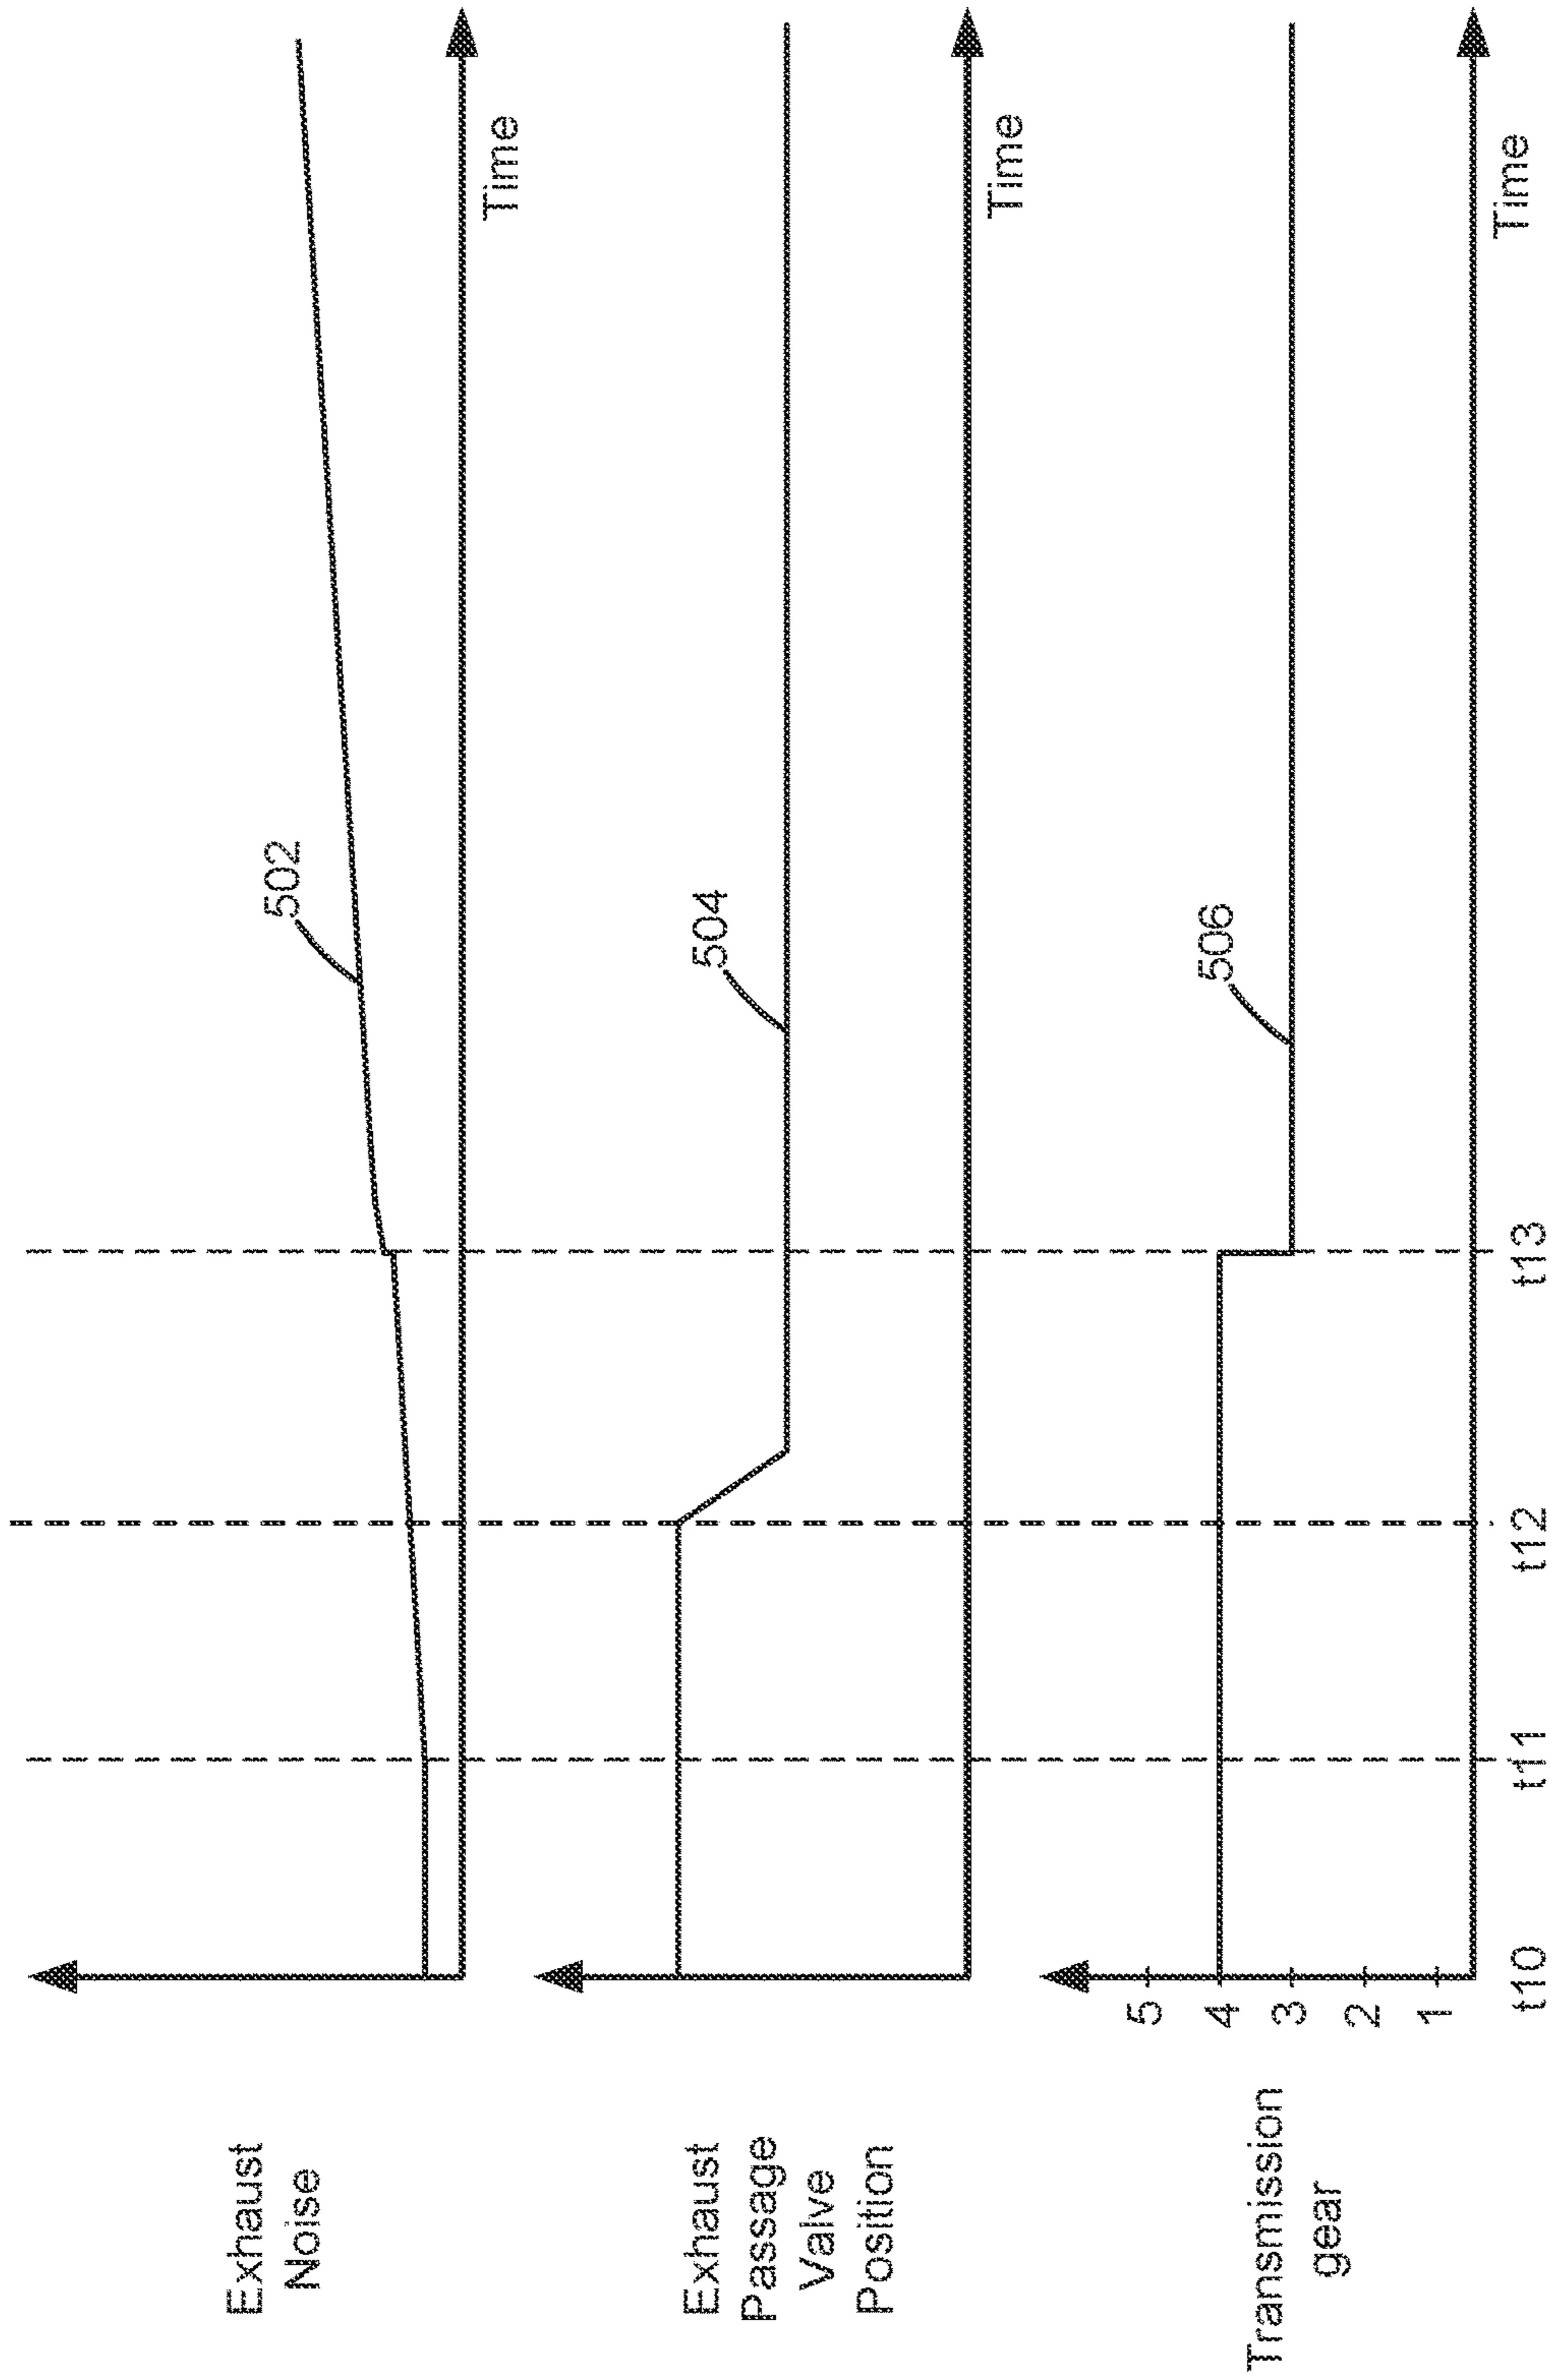 Exhaust
Noise
502
Time
Exhaust
Passage
Valve
Position
504
Time
Transmission
gear
5
4
3
2
1
506
Time
t10
t11
t12
t13